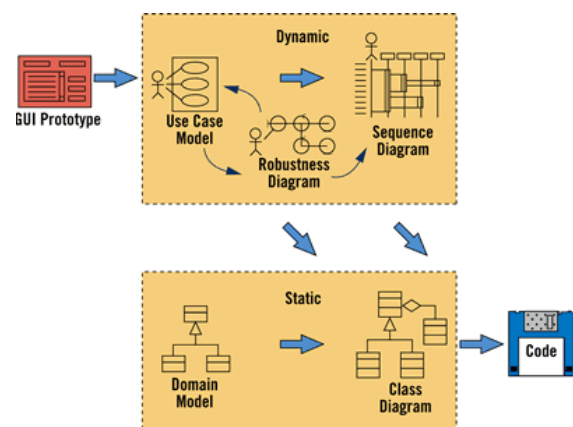 Dynamic
GUI Prototype
Use Case
Model
Robustness
Diagram
Sequence
Diagram
Static
Domain
Model
Class
Diagram
Code